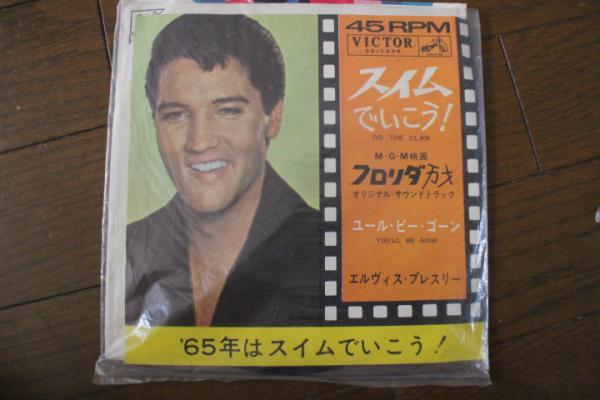 45 RPM
VICTOR
SS-1534
スイム
でいこう!
DO THE CLAM
M・G・M映画
フロリダ万才
オリジナル・サウンドトラック
ユール・ビー・ゴーン
YOU'LL BE GONE
エルヴィス・プレスリー
'65年はスイムでいこう!